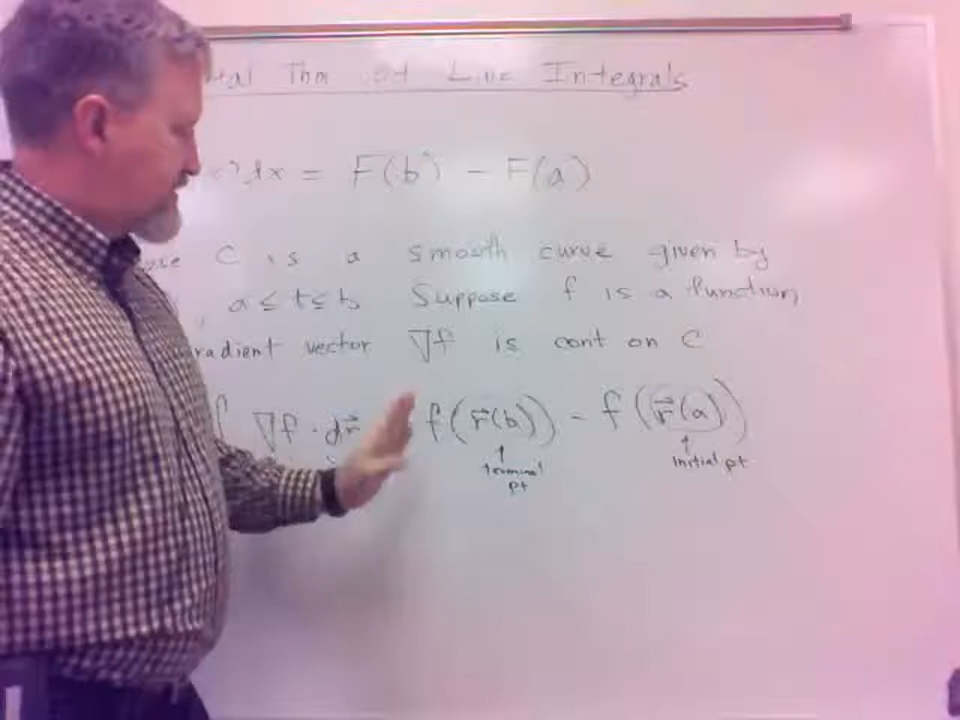 tal Thm of Line Integrals
dx = F(b) - F(a)
C is a smooth curve given by
a ≤ t ≤ b Suppose f is a function
radient vector ∇f is cont on C
∫ ∇f · dr⃗ = f(r⃗(b)) - f(r⃗(a))
↑ terminal pt
↑ initial pt